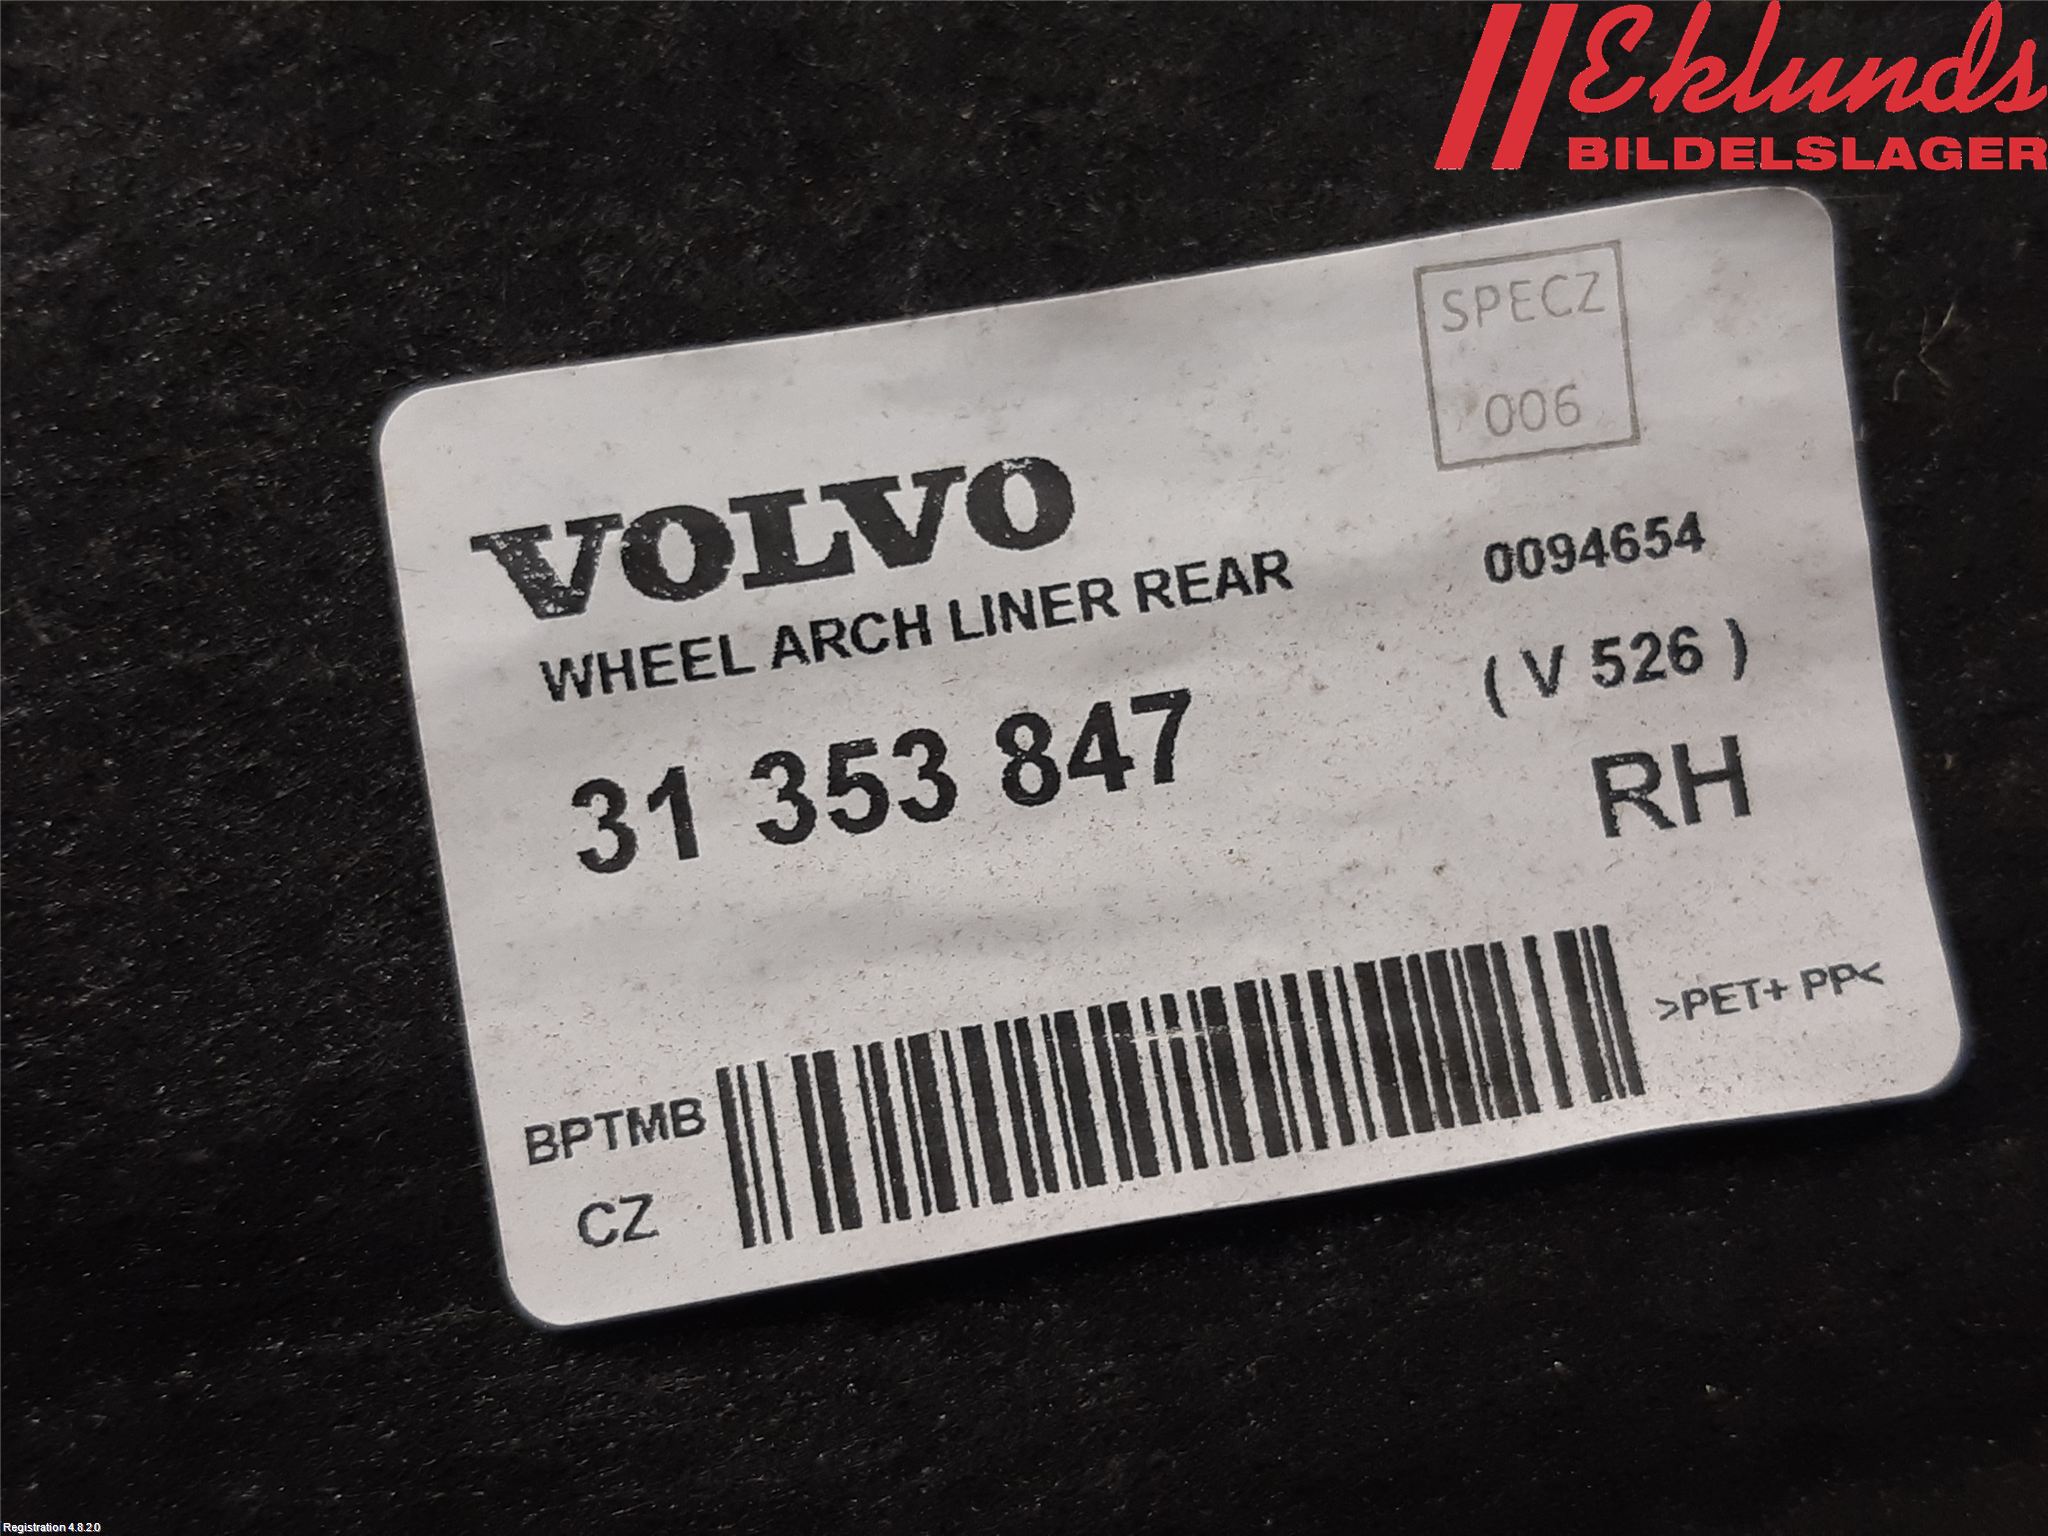 Eklunds
BILDELSLAGER
SPECZ
006
VOLVO
WHEEL ARCH LINER REAR
0094654
31 353 847
( V 526 )
RH
>PET+ PP<
BPTMB
CZ
Registration 4.8.2.0